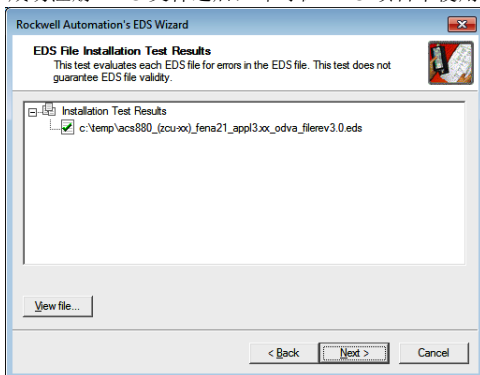 Rockwell Automation's EDS Wizard
EDS File Installation Test Results
This test evaluates each EDS file for errors in the EDS file. This test does not
guarantee EDS file validity.
Installation Test Results
c:\temp\acs880_(zcu-xx)_fena21_appl3.xx_odva_filerev3.0.eds
View file...
< Back
Next >
Cancel